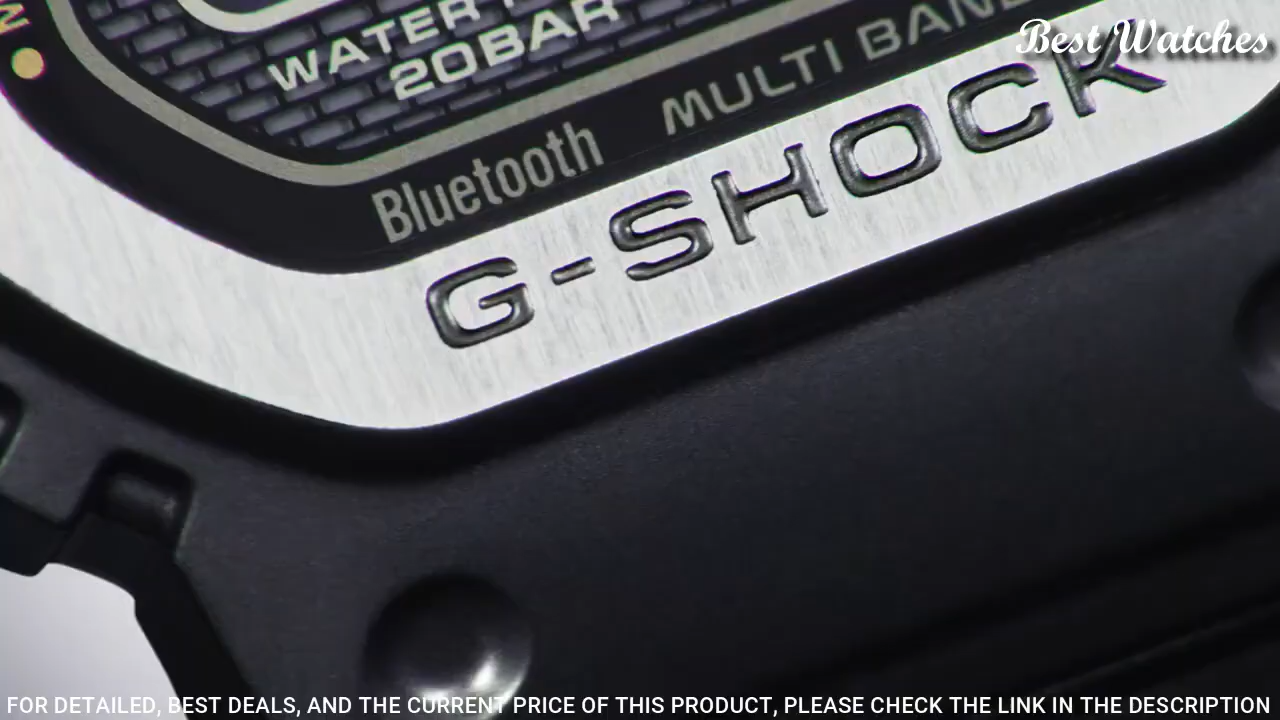 Best Watches
WATER
20BAR
MULTI BAND
Bluetooth
G-SHOCK
FOR DETAILED, BEST DEALS, AND THE CURRENT PRICE OF THIS PRODUCT, PLEASE CHECK THE LINK IN THE DESCRIPTION